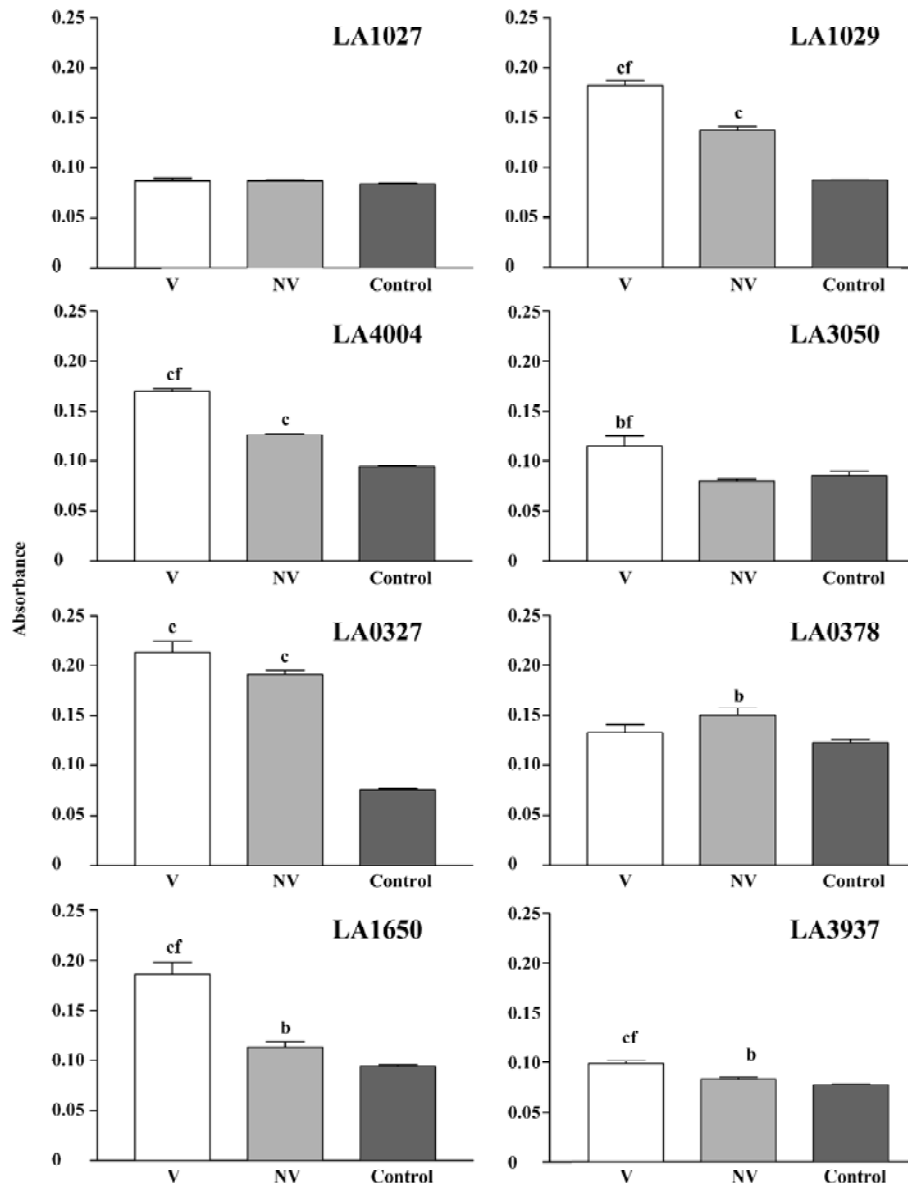 Absorbance
LA1027
0.25
0.20
0.15
0.10
0.05
0
V NV Control
LA1029
0.25
0.20
0.15
0.10
0.05
0
cf
c
V NV Control
LA4004
0.25
0.20
0.15
0.10
0.05
0
cf
c
V NV Control
LA3050
0.25
0.20
0.15
0.10
0.05
0
bf
V NV Control
LA0327
0.25
0.20
0.15
0.10
0.05
0
c
c
V NV Control
LA0378
0.25
0.20
0.15
0.10
0.05
0
b
V NV Control
LA1650
0.25
0.20
0.15
0.10
0.05
0
cf
b
V NV Control
LA3937
0.25
0.20
0.15
0.10
0.05
0
cf
b
V NV Control